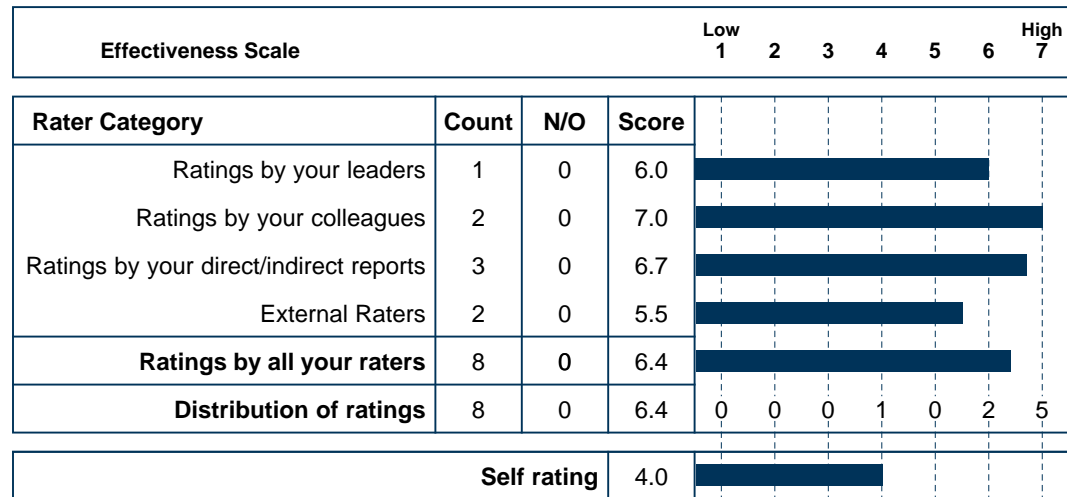 Low High
Effectiveness Scale 1 2 3 4 5 6 7
Rater Category Count N/O Score
Ratings by your leaders 1 0 6.0
Ratings by your colleagues 2 0 7.0
Ratings by your direct/indirect reports 3 0 6.7
External Raters 2 0 5.5
Ratings by all your raters 8 0 6.4
Distribution of ratings 8 0 6.4 0 0 0 1 0 2 5
Self rating 4.0